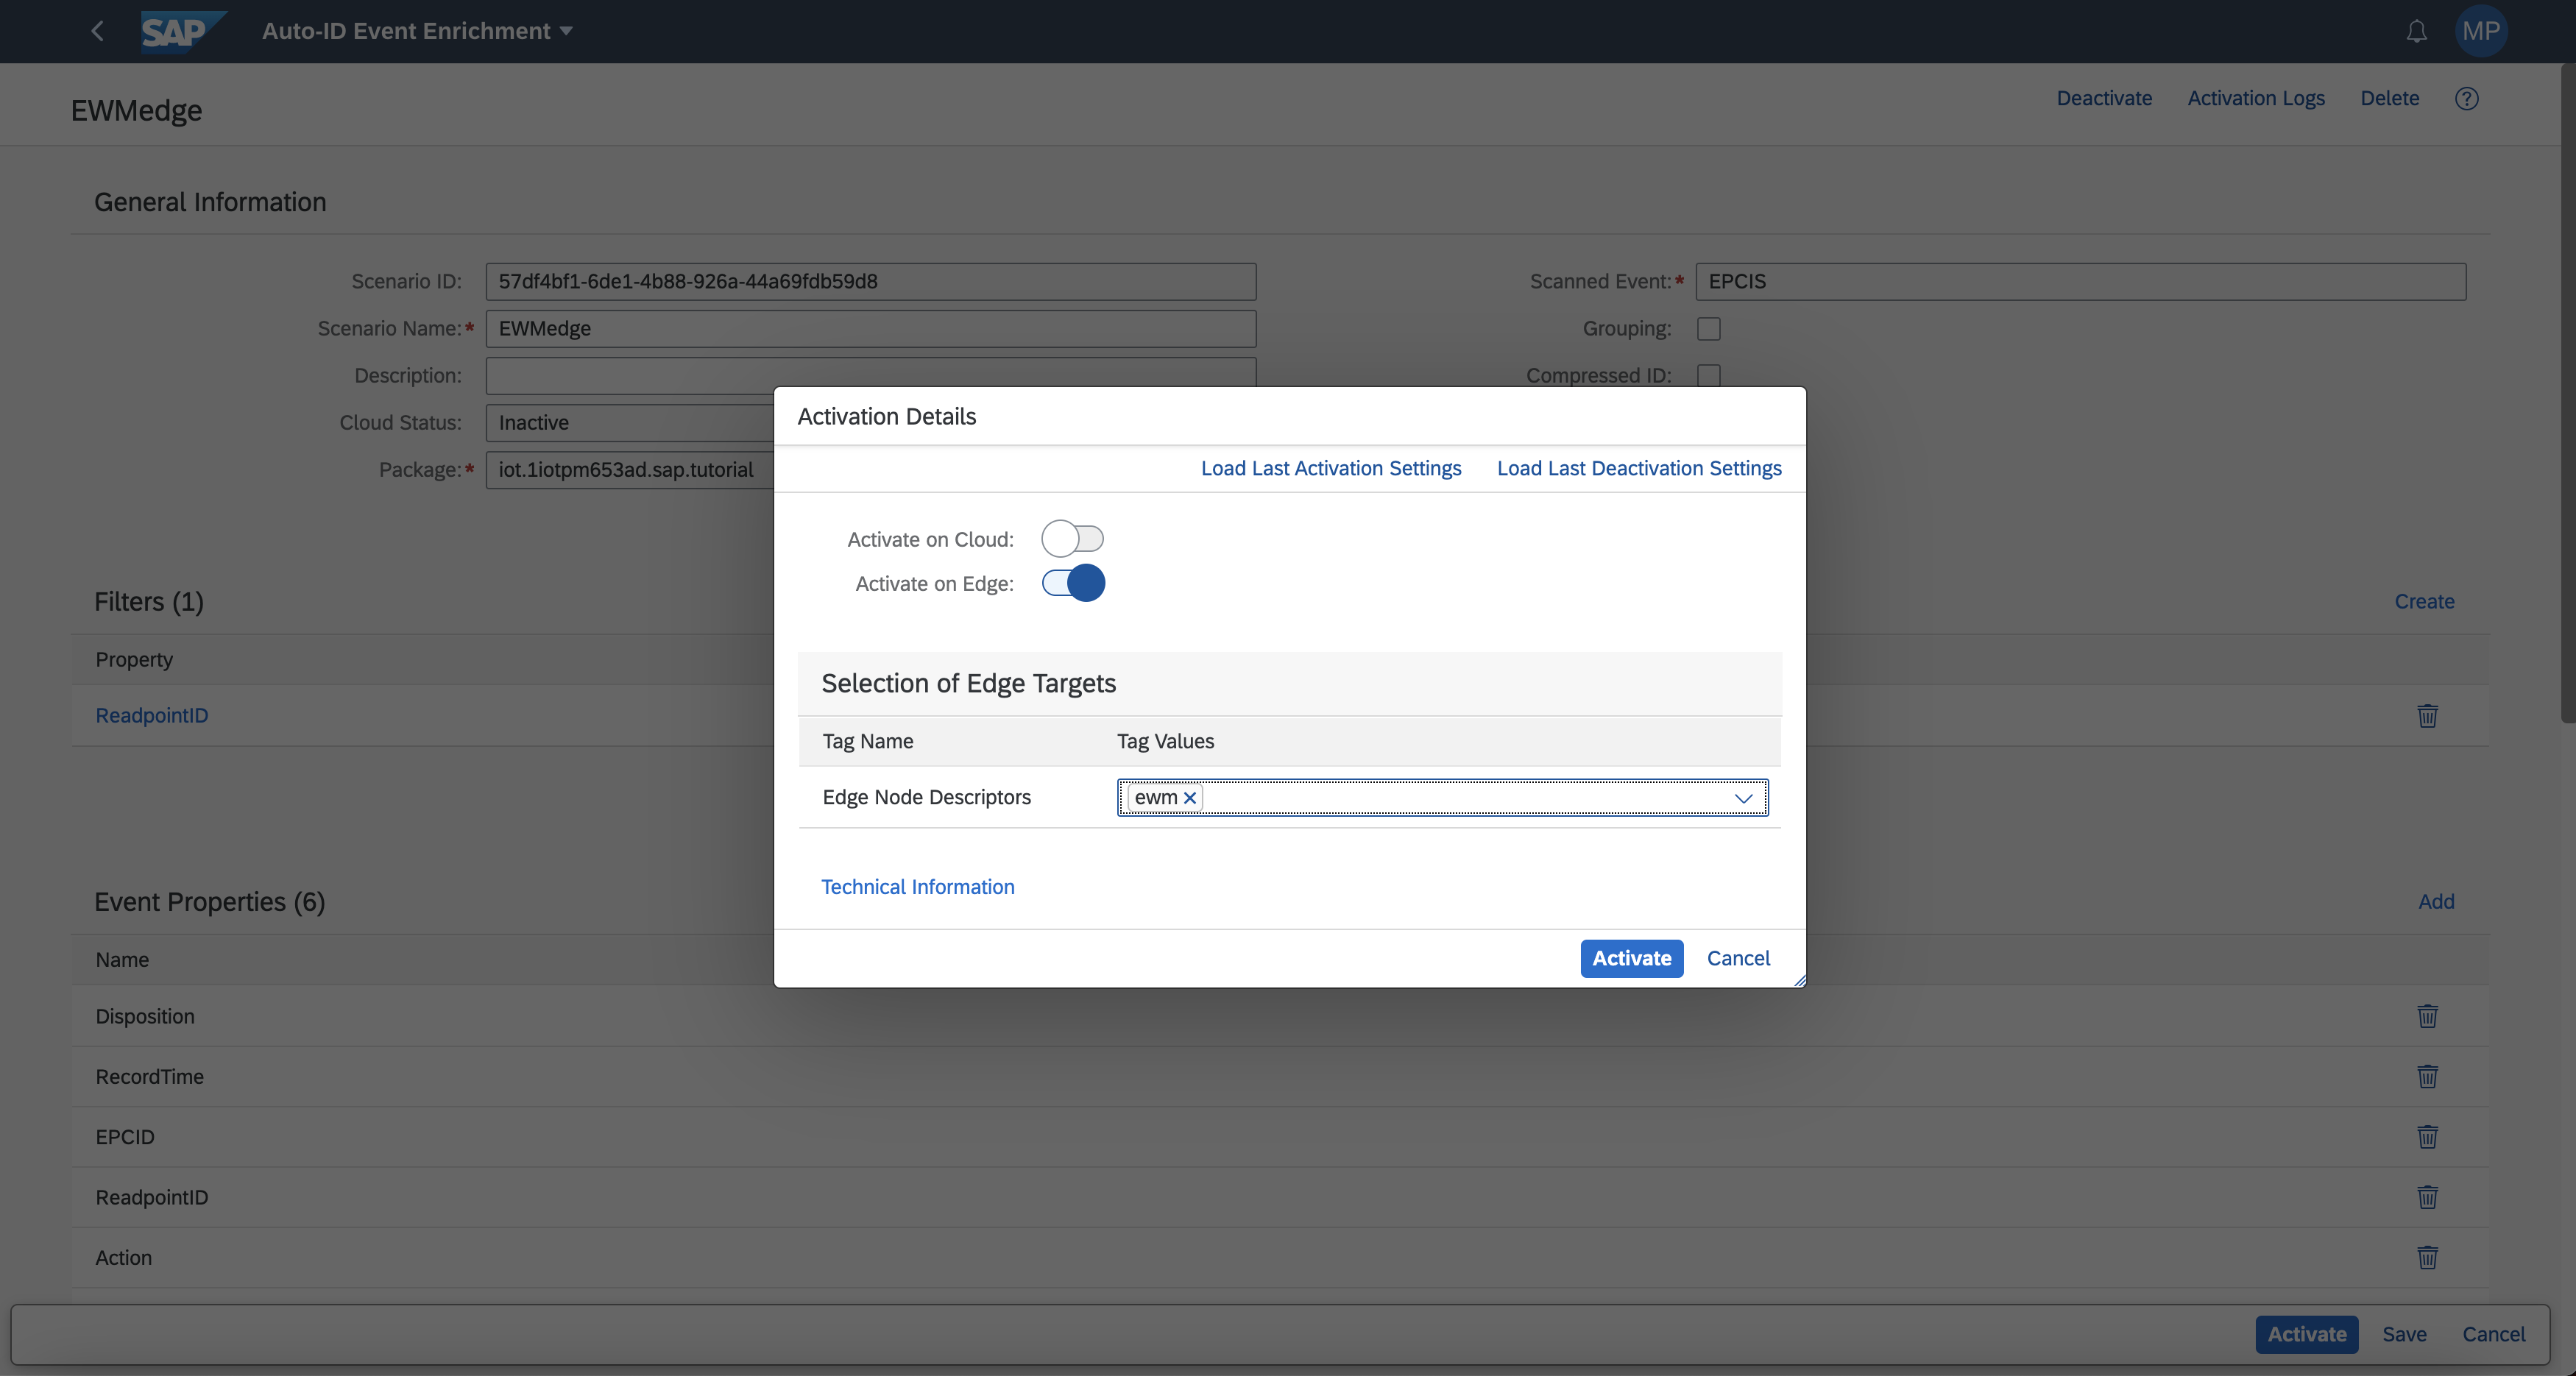 SAP Auto-ID Event Enrichment MP
EWMedge
Deactivate Activation Logs Delete ?
General Information
Scenario ID: 57df4bf1-6de1-4b88-926a-44a69fdb59d8
Scanned Event:* EPCIS
Scenario Name:* EWMedge
Grouping:
Description:
Compressed ID:
Cloud Status: Inactive
Package:* iot.1iotpm653ad.sap.tutorial
Activation Details
Load Last Activation Settings Load Last Deactivation Settings
Activate on Cloud:
Activate on Edge:
Selection of Edge Targets
Tag Name Tag Values
Edge Node Descriptors ewm
Technical Information
Activate Cancel
Filters (1) Create
Property
ReadpointID
Event Properties (6) Add
Name
Disposition
RecordTime
EPCID
ReadpointID
Action
Activate Save Cancel